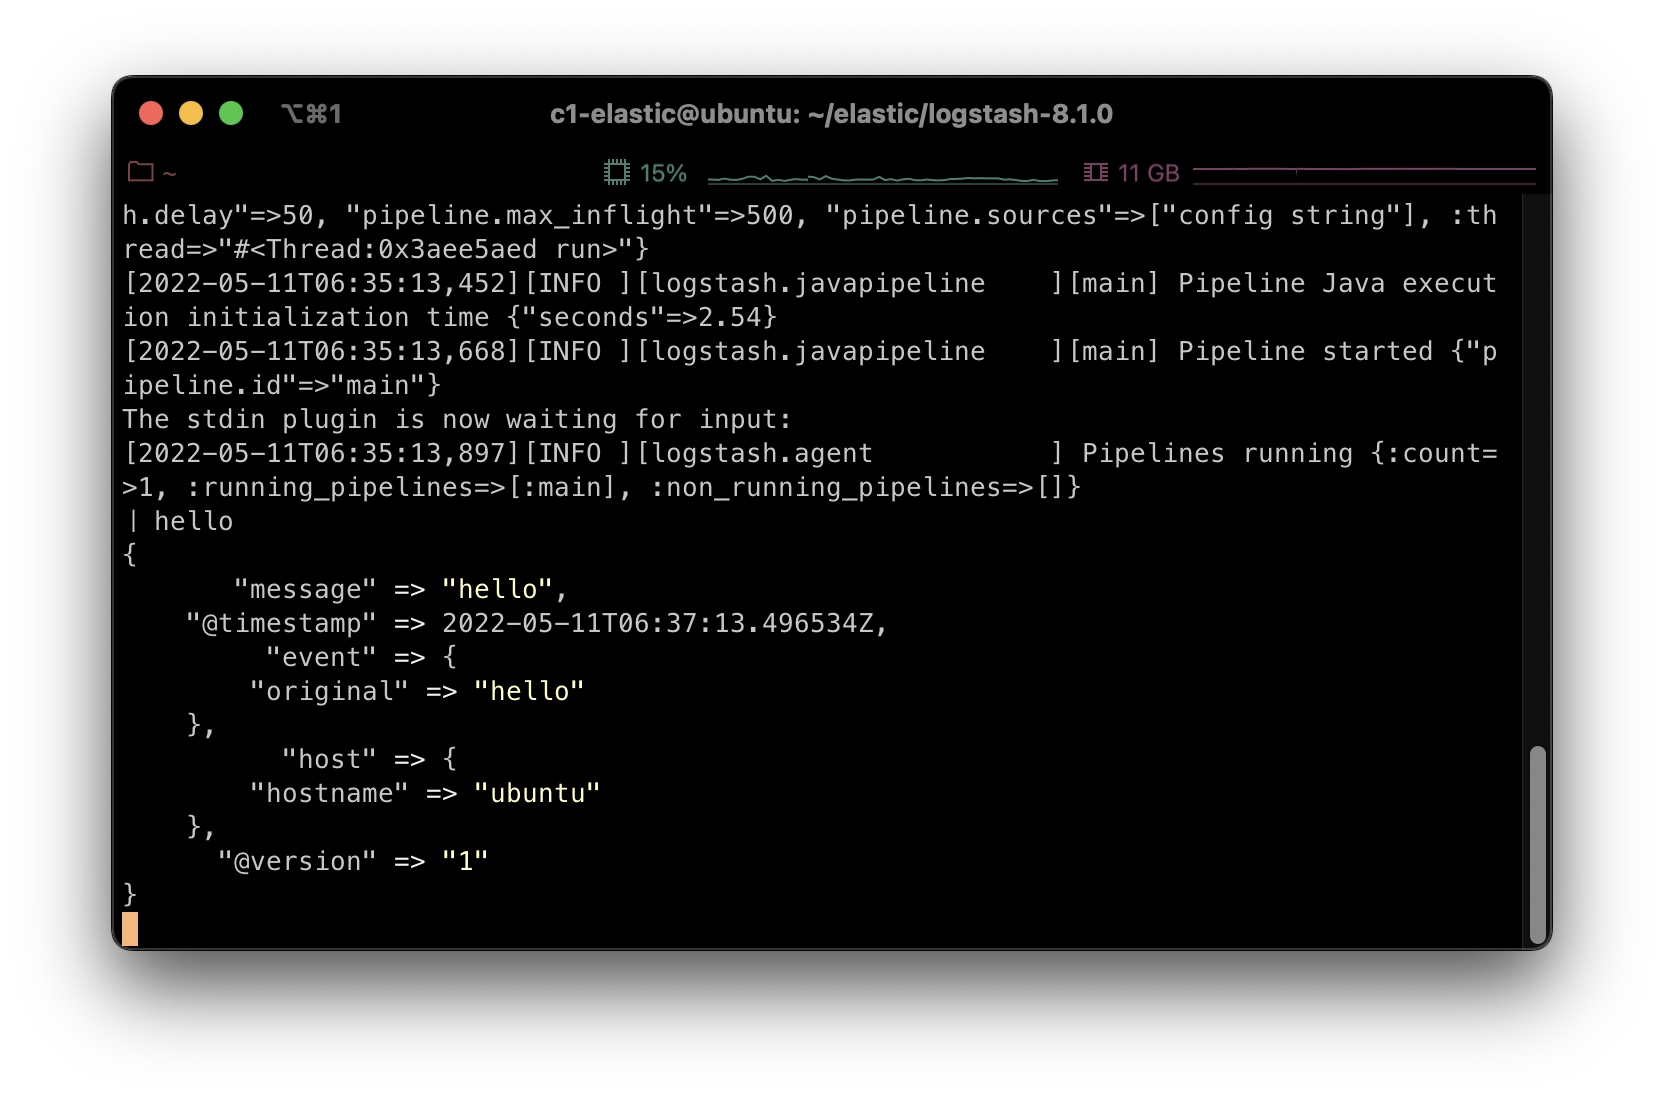 ⌥⌘1
c1-elastic@ubuntu: ~/elastic/logstash-8.1.0
~
15%
11 GB
h.delay"=>50, "pipeline.max_inflight"=>500, "pipeline.sources"=>["config string"], :th
read=>"#<Thread:0x3aee5aed run>"}
[2022-05-11T06:35:13,452][INFO ][logstash.javapipeline    ][main] Pipeline Java execut
ion initialization time {"seconds"=>2.54}
[2022-05-11T06:35:13,668][INFO ][logstash.javapipeline    ][main] Pipeline started {"p
ipeline.id"=>"main"}
The stdin plugin is now waiting for input:
[2022-05-11T06:35:13,897][INFO ][logstash.agent           ] Pipelines running {:count=
>1, :running_pipelines=>[:main], :non_running_pipelines=>[]}
| hello
{
       "message" => "hello",
    "@timestamp" => 2022-05-11T06:37:13.496534Z,
         "event" => {
        "original" => "hello"
    },
          "host" => {
        "hostname" => "ubuntu"
    },
      "@version" => "1"
}